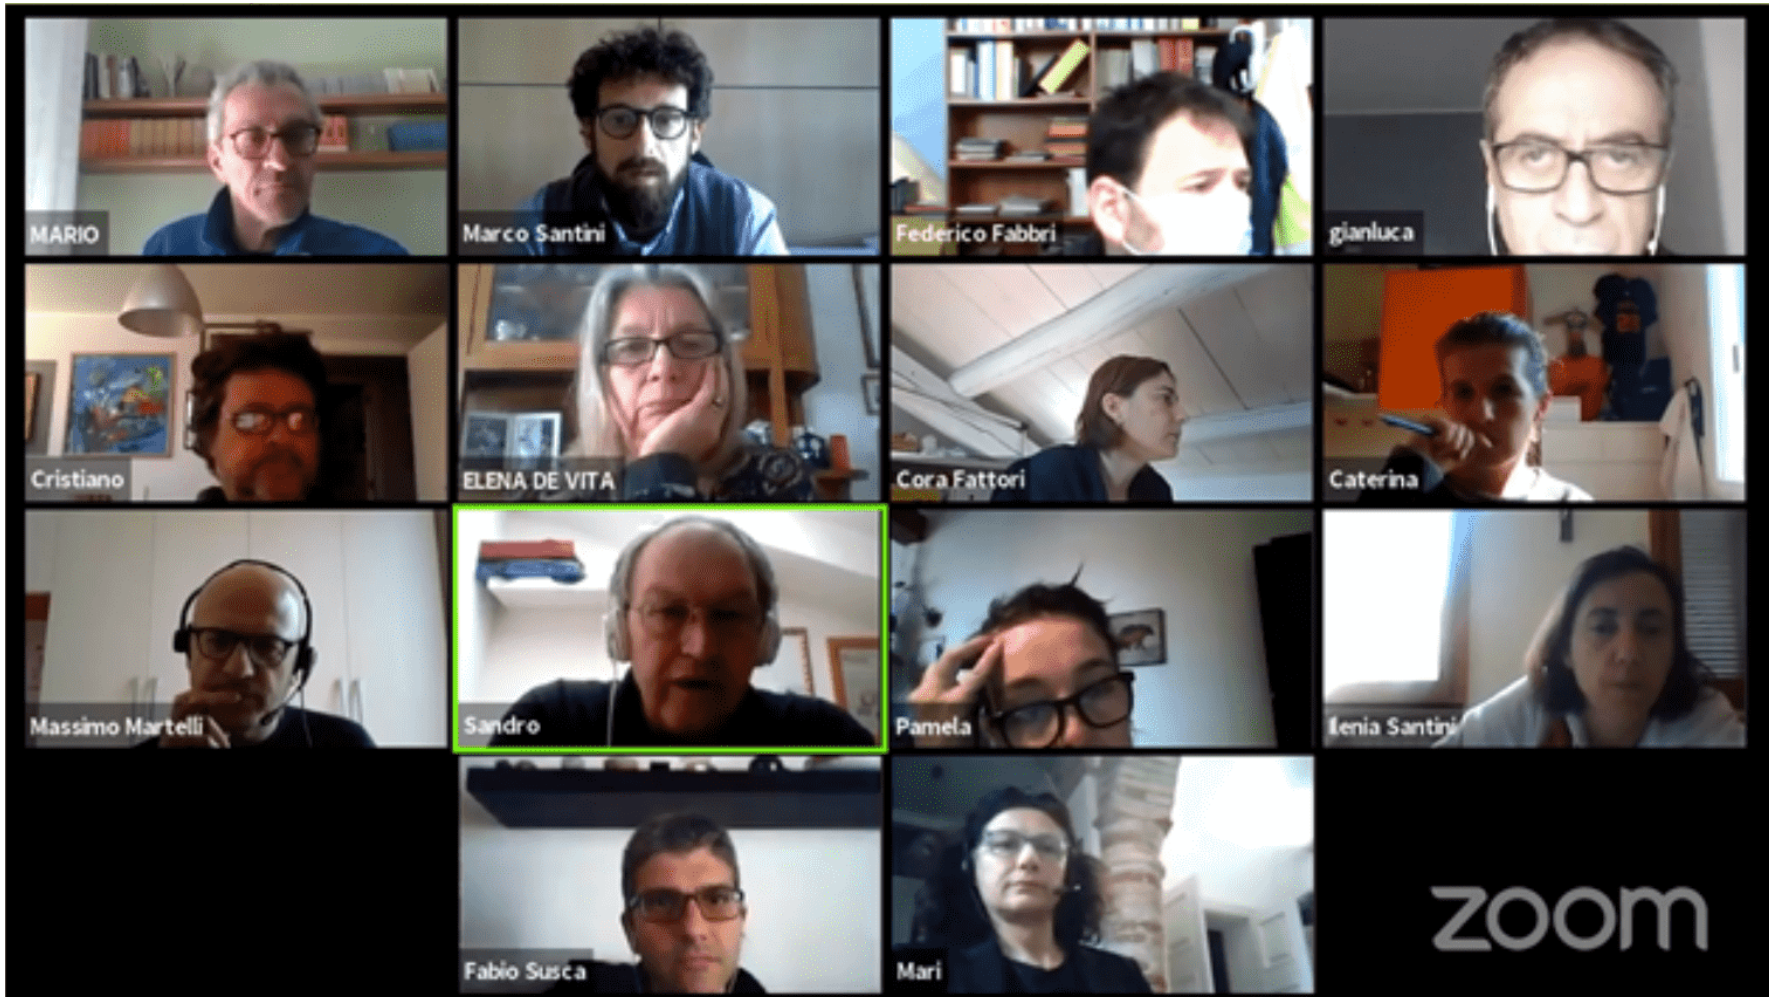 MARIO
Marco Santini
Federico Fabbri
gianluca
Cristiano
ELENA DE VITA
Cora Fattori
Caterina
Massimo Martelli
Sandro
Pamela
Ilenia Santini
Fabio Susca
Mari
zoom